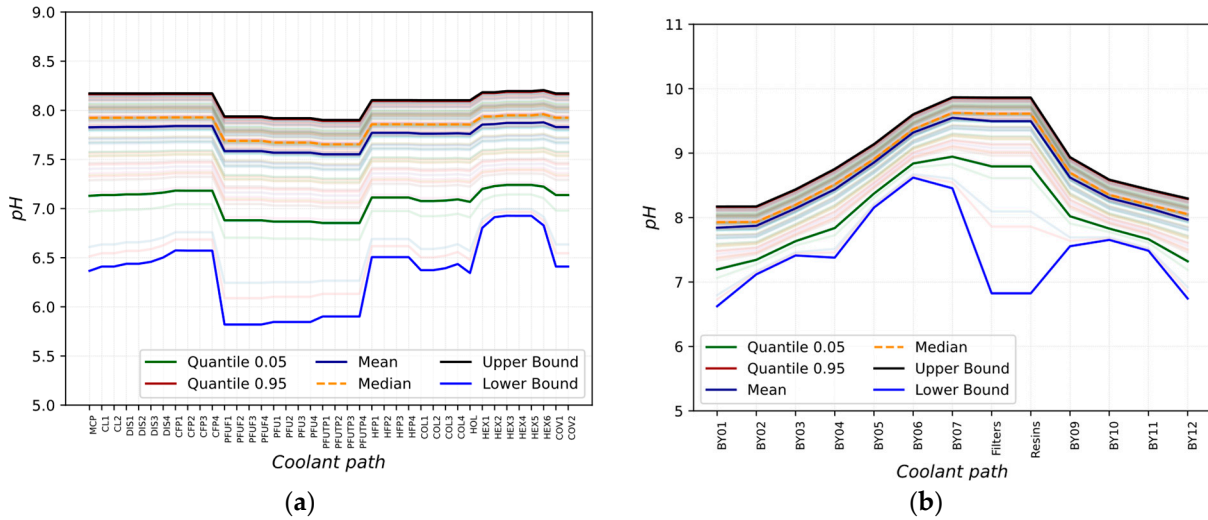 9.0
8.5
8.0
7.5
7.0
6.5
6.0
5.5
5.0
pH
Quantile 0.05
Quantile 0.95
Mean
Median
Upper Bound
Lower Bound
MCP
CL1
CL2
DIS1
DIS2
DIS3
DIS4
CFP1
CFP2
CFP3
CFP4
PFUF1
PFUF2
PFUF3
PFUF4
PFU1
PFU2
PFU3
PFU4
PFUTP1
PFUTP2
PFUTP3
PFUTP4
HFP1
HFP2
HFP3
HFP4
COL1
COL2
COL3
COL4
HOL
HEX1
HEX2
HEX3
HEX4
HEX5
HEX6
COV1
COV2
Coolant path
(a)
11
10
9
8
7
6
5
pH
Quantile 0.05
Quantile 0.95
Mean
Median
Upper Bound
Lower Bound
BY01
BY02
BY03
BY04
BY05
BY06
BY07
Filters
Resins
BY09
BY10
BY11
BY12
Coolant path
(b)